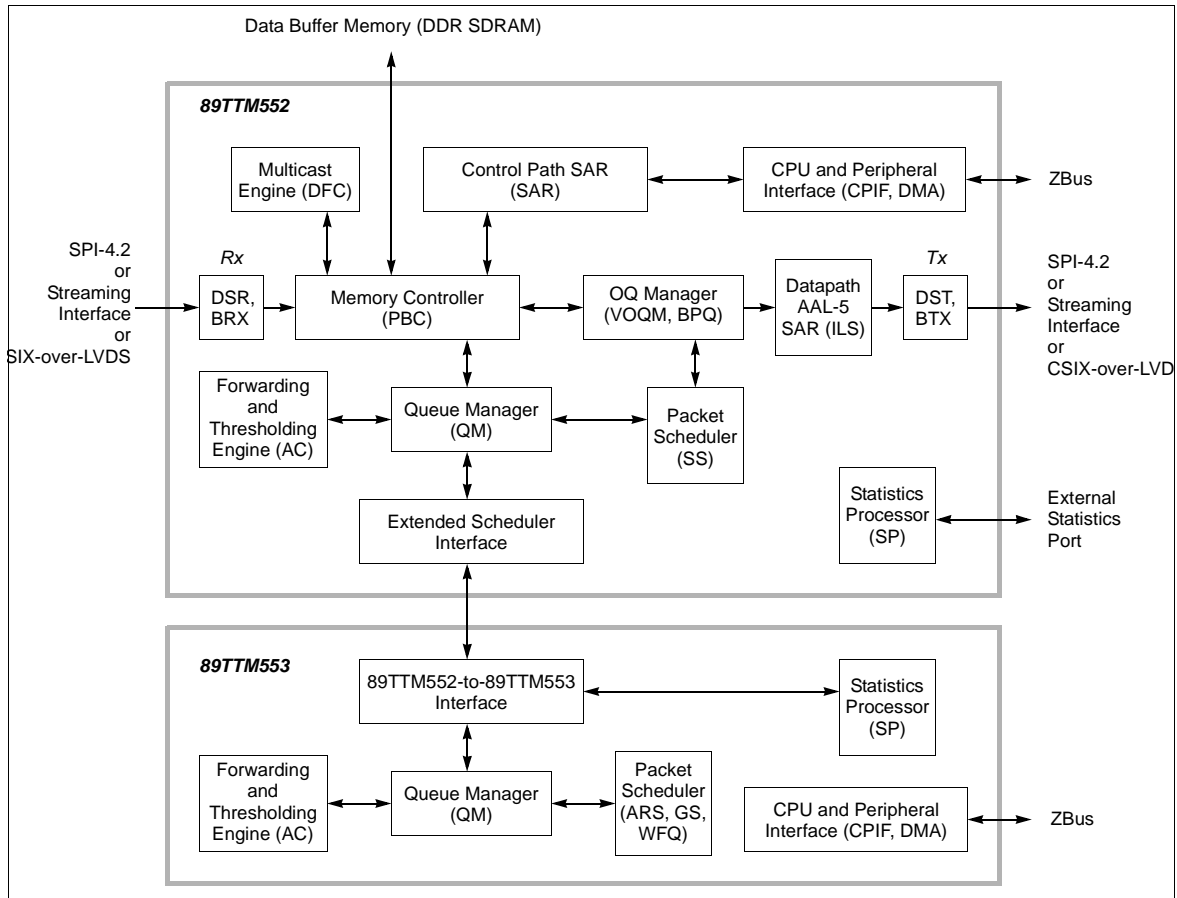 Data Buffer Memory (DDR SDRAM)
89TTM552
Multicast
Engine (DFC)
Control Path SAR
(SAR)
CPU and Peripheral
Interface (CPIF, DMA)
ZBus
SPI-4.2
or
Streaming
Interface
or
SIX-over-LVDS
Rx
DSR,
BRX
Memory Controller
(PBC)
OQ Manager
(VOQM, BPQ)
Datapath
AAL-5
SAR (ILS)
Tx
DST,
BTX
SPI-4.2
or
Streaming
Interface
or
CSIX-over-LVD
Forwarding
and
Thresholding
Engine (AC)
Queue Manager
(QM)
Packet
Scheduler
(SS)
Extended Scheduler
Interface
Statistics
Processor
(SP)
External
Statistics
Port
89TTM553
89TTM552-to-89TTM553
Interface
Statistics
Processor
(SP)
Forwarding
and
Thresholding
Engine (AC)
Queue Manager
(QM)
Packet
Scheduler
(ARS, GS,
WFQ)
CPU and Peripheral
Interface (CPIF, DMA)
ZBus